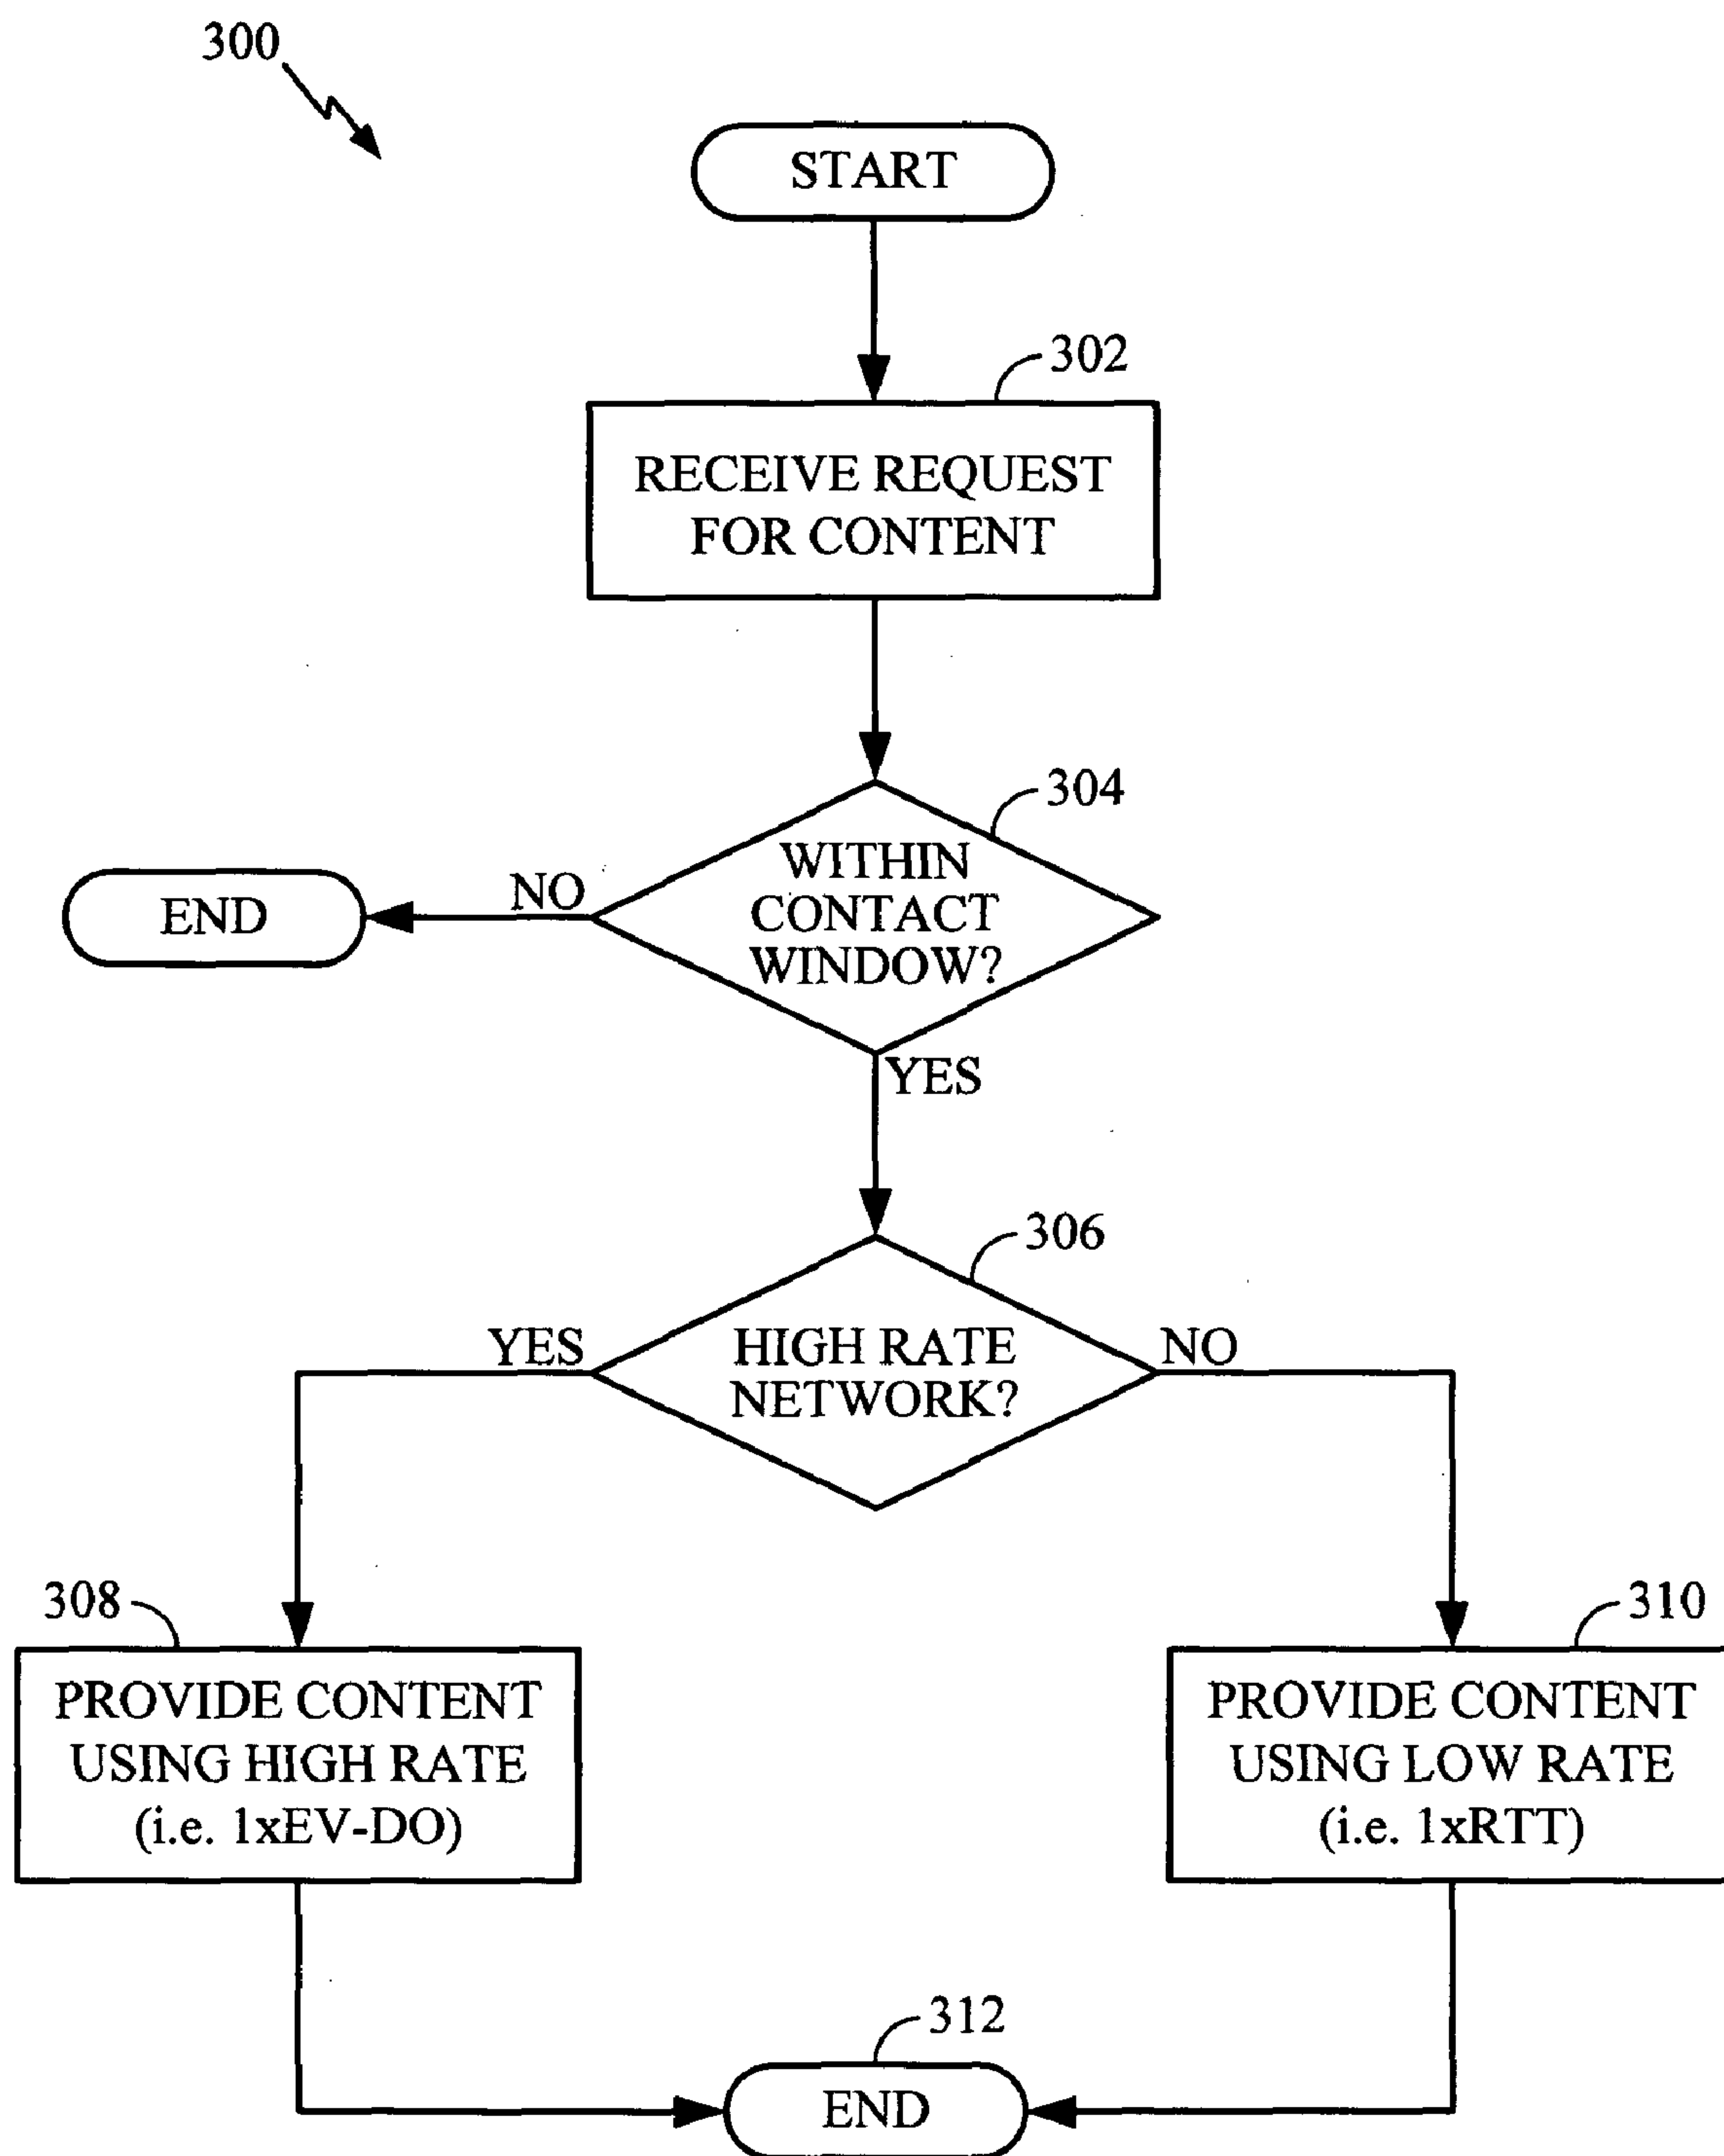 300
START
302
RECEIVE REQUEST
FOR CONTENT
304
WITHIN
CONTACT
WINDOW?
NO
END
YES
306
HIGH RATE
NETWORK?
YES
NO
308
PROVIDE CONTENT
USING HIGH RATE
(i.e. 1xEV-DO)
310
PROVIDE CONTENT
USING LOW RATE
(i.e. 1xRTT)
312
END